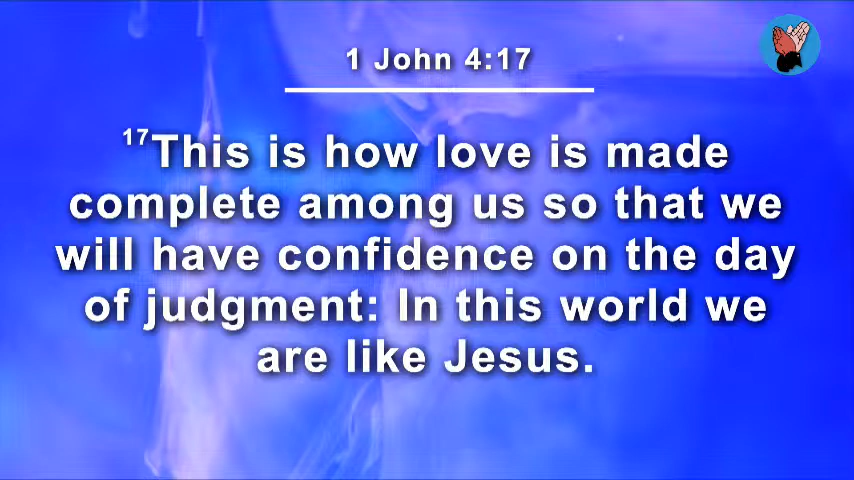 1 John 4:17
17This is how love is made
complete among us so that we
will have confidence on the day
of judgment: In this world we
are like Jesus.